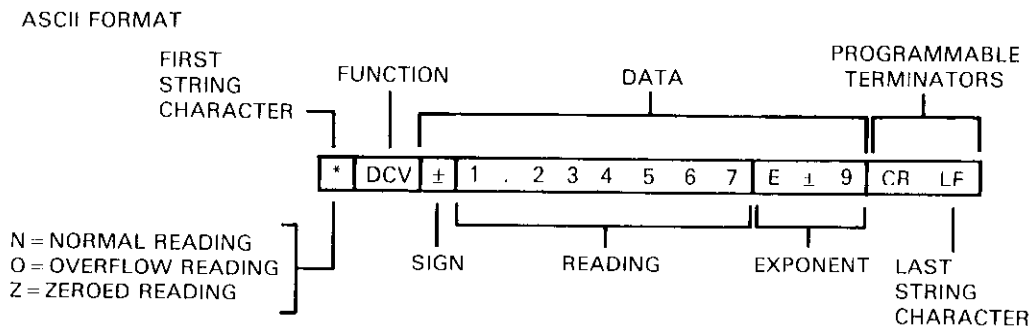 ASCII FORMAT
FIRST
STRING
CHARACTER
FUNCTION
DATA
PROGRAMMABLE
TERMINATORS
* DCV ± 1 . 2 3 4 5 6 7 E ± 9 CR LF
N = NORMAL READING
O = OVERFLOW READING
Z = ZEROED READING
SIGN
READING
EXPONENT
LAST
STRING
CHARACTER